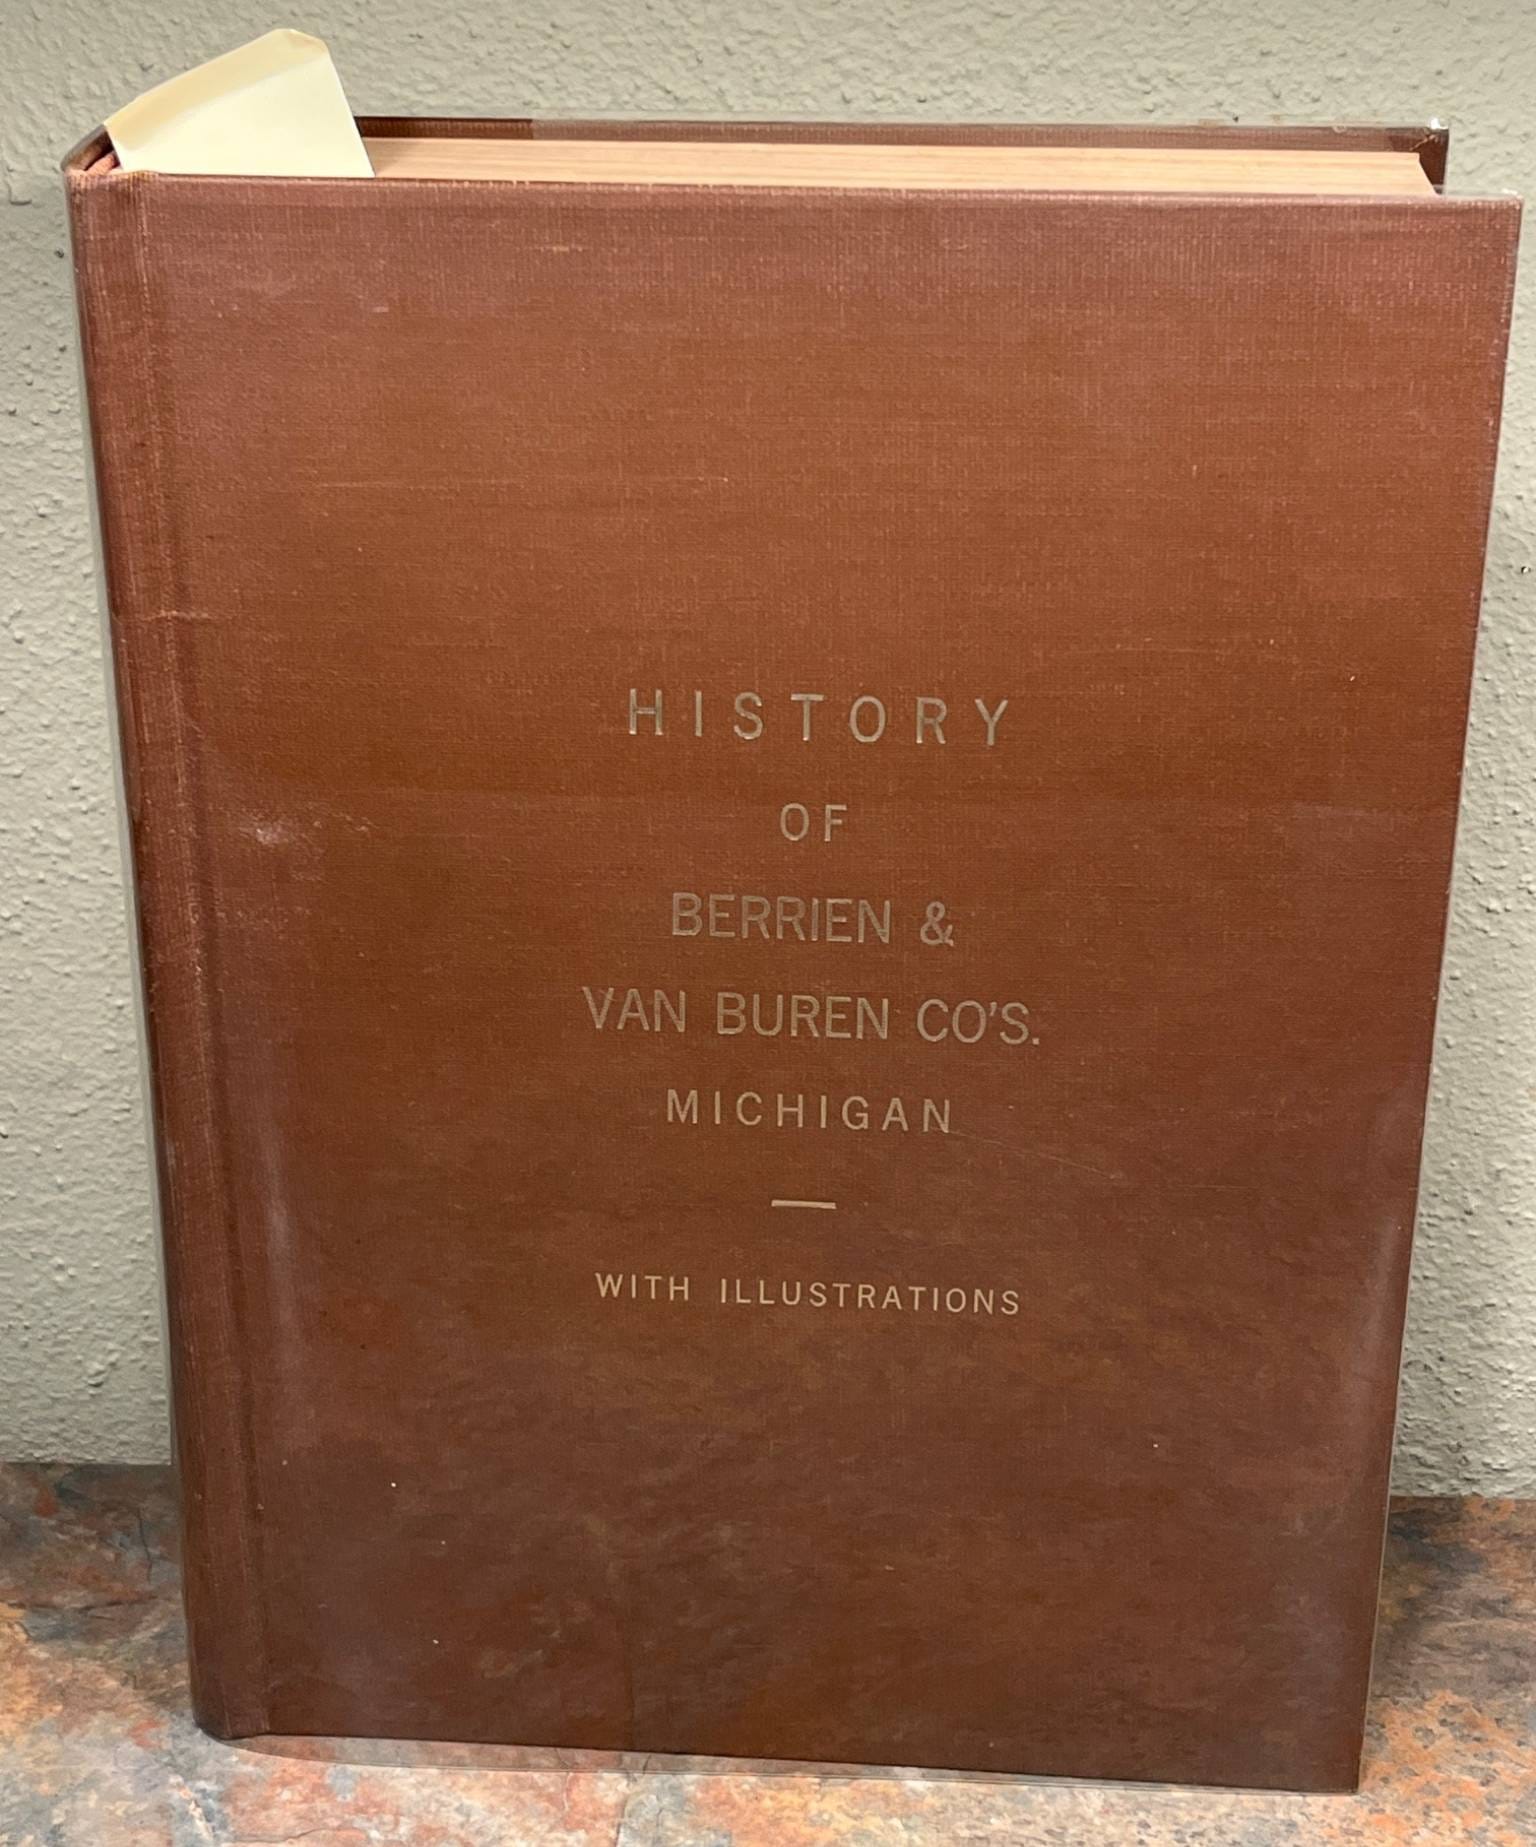 HISTORY
OF
BERRIEN &
VAN BUREN CO'S.
MICHIGAN
WITH ILLUSTRATIONS